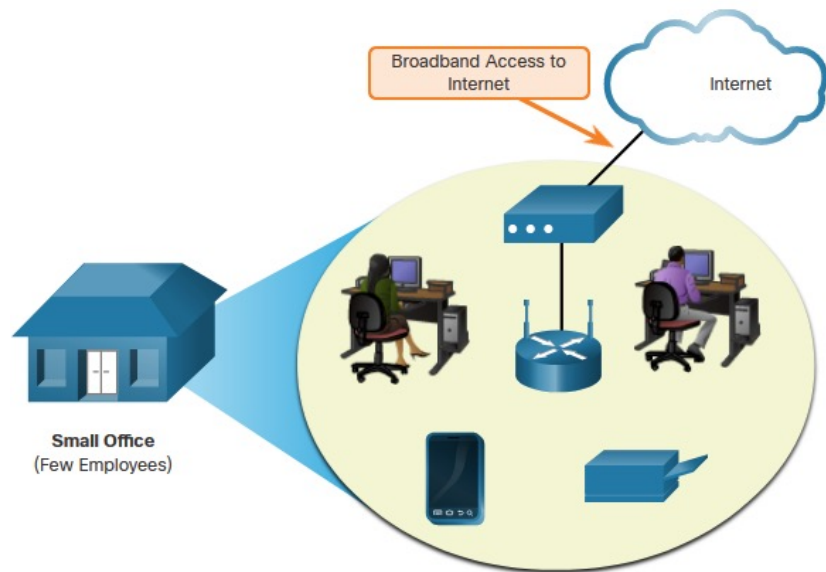 Broadband Access to
Internet
Internet
Small Office
(Few Employees)